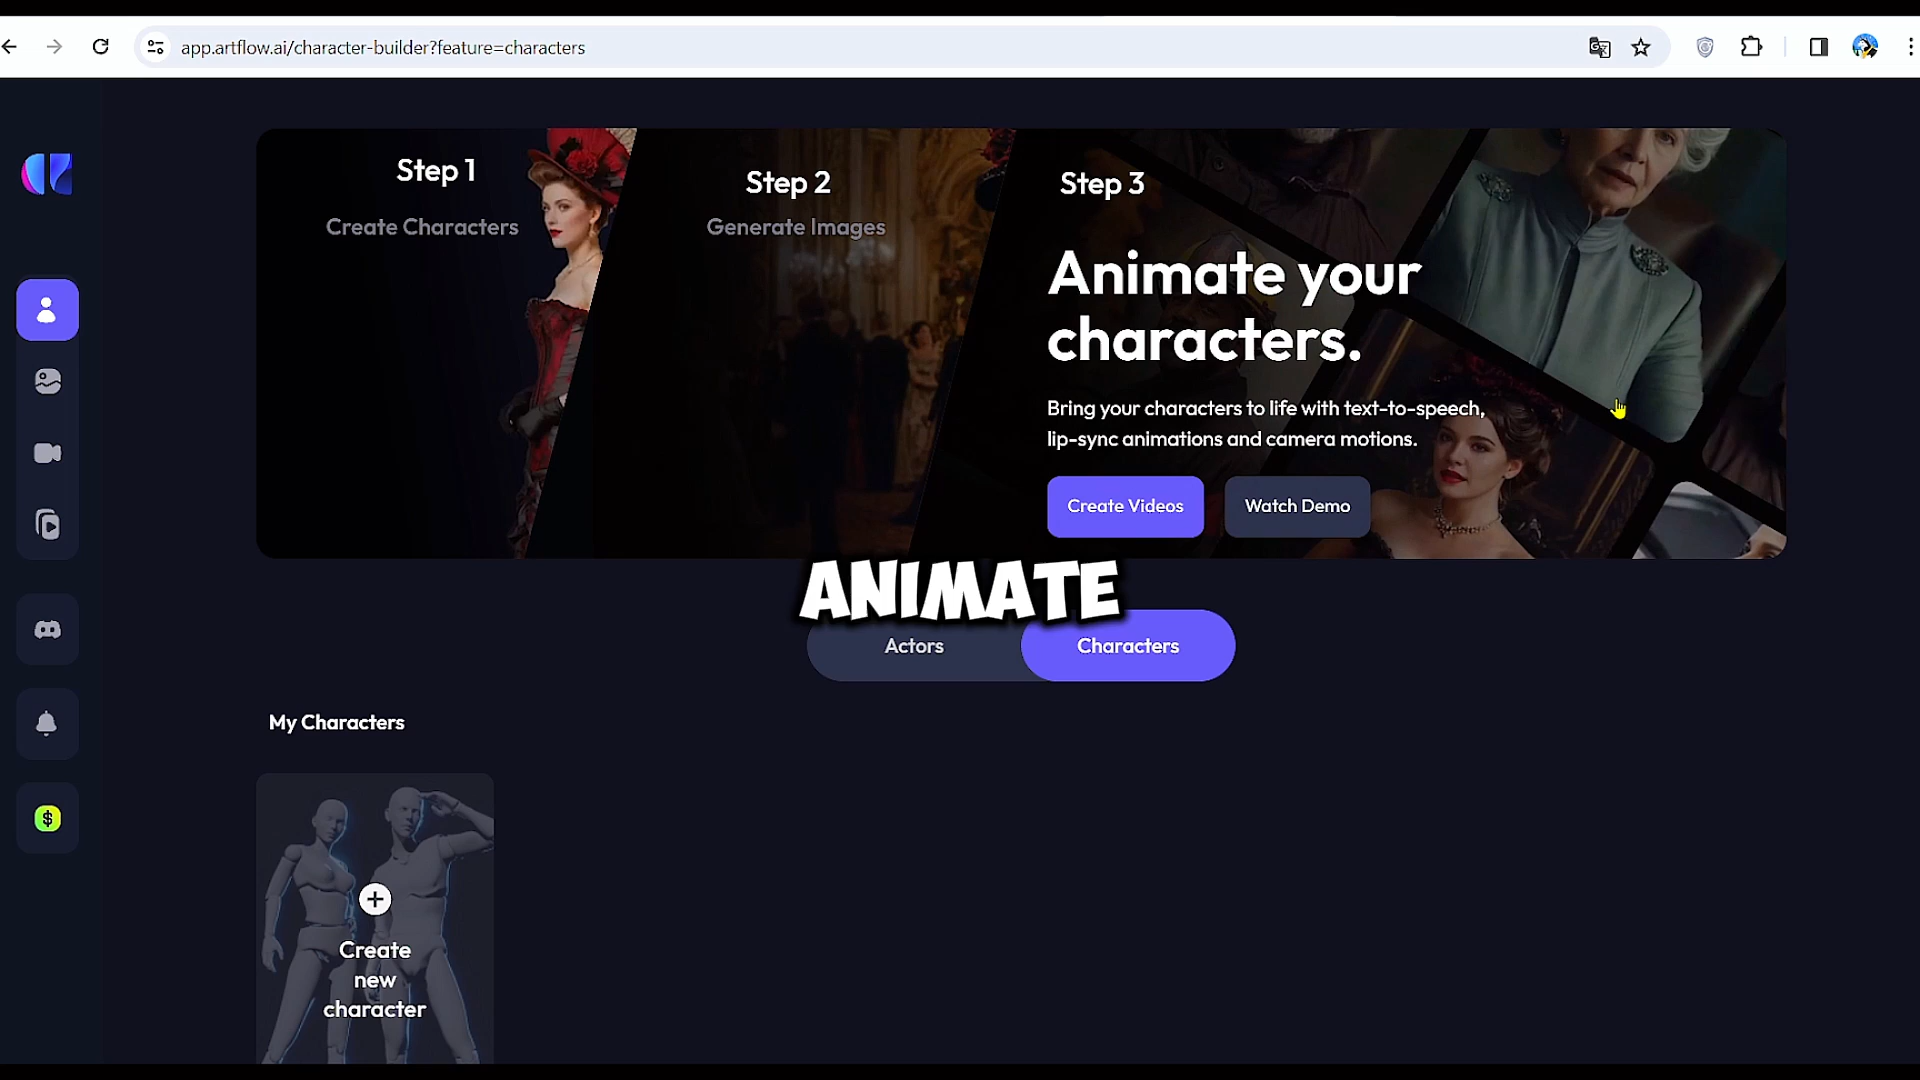 app.artflow.ai/character-builder?feature=characters
Step 1
Create Characters
Step 2
Generate Images
Step 3
Animate your
characters.
Bring your characters to life with text-to-speech,
lip-sync animations and camera motions.
Create Videos
Watch Demo
ANIMATE
Actors
Characters
My Characters
Create
new
character